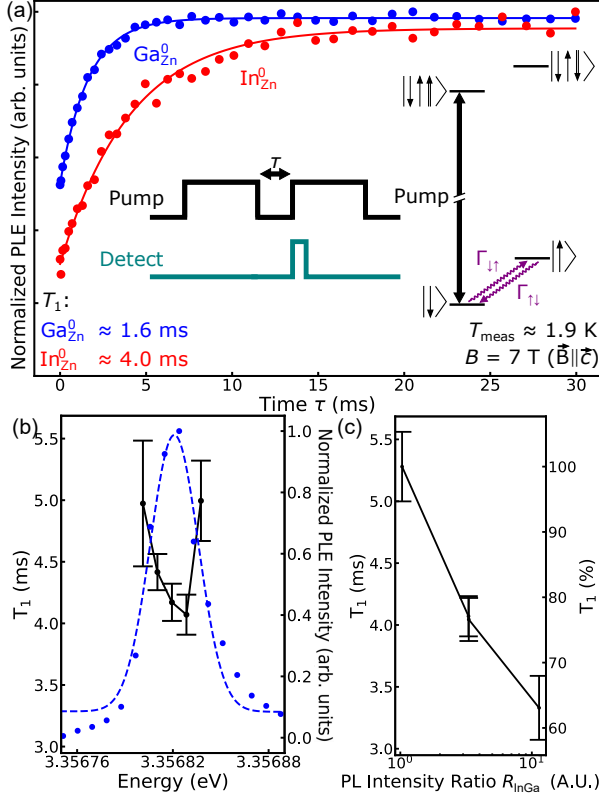 (a)
Normalized PLE Intensity (arb. units)
Ga⁰Zn
In⁰Zn
τ
Pump
Detect
Pump
|↓↑↑⟩
|↓↑↓⟩
Γ↓↑
Γ↑↓
|↑⟩
|↓⟩
T₁:
Ga⁰Zn ≈ 1.6 ms
In⁰Zn ≈ 4.0 ms
Tmeas ≈ 1.9 K
B = 7 T (B⃗||c⃗)
0 5 10 15 20 25 30
Time τ (ms)
(b)
T₁ (ms)
5.5
5.0
4.5
4.0
3.5
3.0
1.0
0.8
0.6
0.4
0.2
0.0
Normalized PLE Intensity (arb. units)
3.35676 3.35682 3.35688
Energy (eV)
(c)
T₁ (ms)
5.5
5.0
4.5
4.0
3.5
3.0
100
90
80
70
60
T₁ (%)
10⁰ 10¹
PL Intensity Ratio RInGa (A.U.)